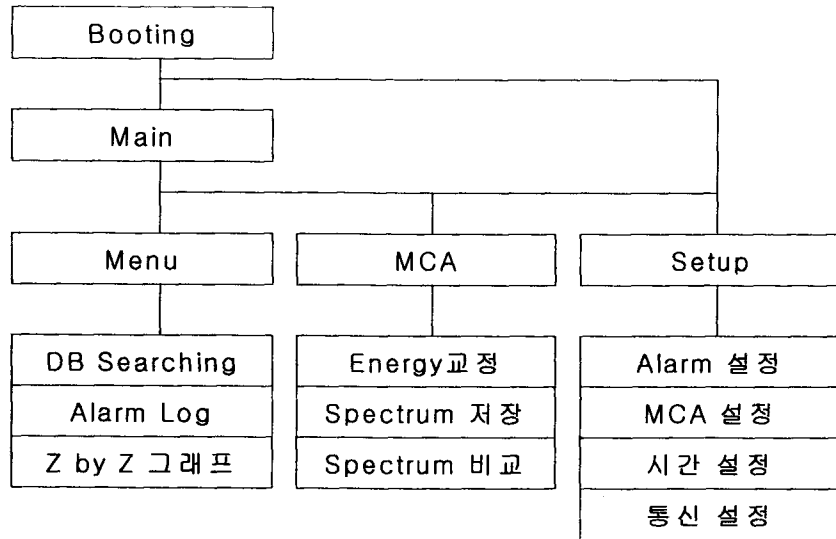 Booting
Main
Menu
MCA
Setup
DB Searching
Alarm Log
Z by Z 그래프
Energy교정
Spectrum 저장
Spectrum 비교
Alarm 설정
MCA 설정
시간 설정
통신 설정